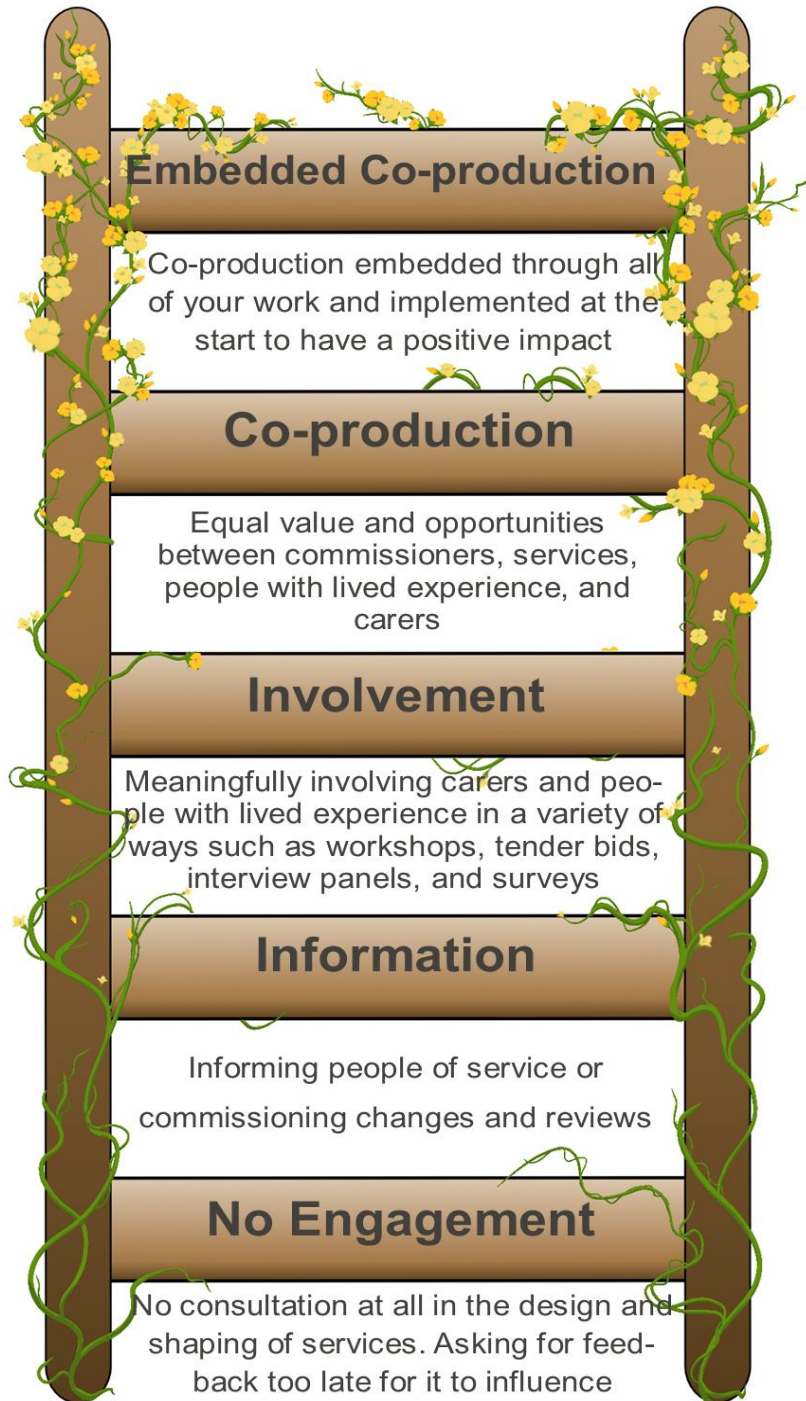 Embedded Co-production
Co-production embedded through all
of your work and implemented at the
start to have a positive impact
Co-production
Equal value and opportunities
between commissioners, services,
people with lived experience, and
carers
Involvement
Meaningfully involving carers and peo-
ple with lived experience in a variety of
ways such as workshops, tender bids,
interview panels, and surveys
Information
Informing people of service or
commissioning changes and reviews
No Engagement
No consultation at all in the design and
shaping of services. Asking for feed-
back too late for it to influence